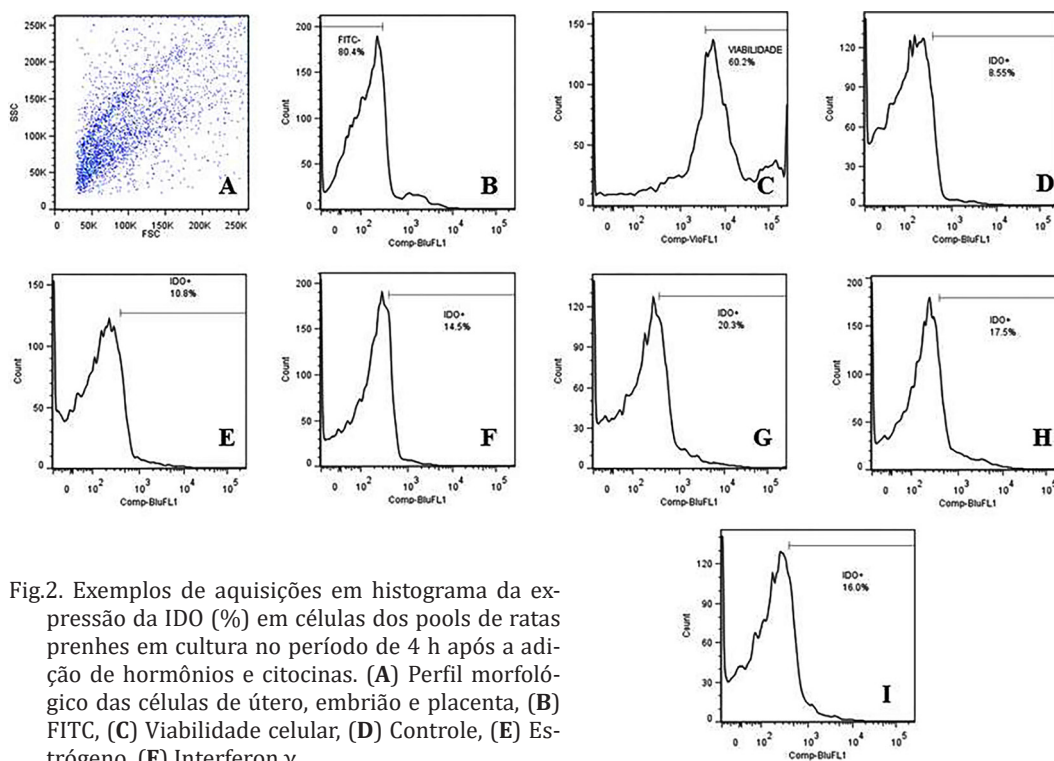 250K
200K
150K
100K
50K
0
SSC
50K 100K 150K 200K 250K
FSC
A
200
150
100
50
0
Count
FITC-
80.4%
B
0 10² 10³ 10⁴ 10⁵
Comp-BluFL1
150
100
50
0
Count
VIABILIDADE
60.2%
C
0 10³ 10⁴ 10⁵
Comp-VioFL1
120
90
60
30
0
Count
IDO+
8.55%
D
0 10² 10³ 10⁴ 10⁵
Comp-BluFL1
150
100
50
0
Count
IDO+
10.8%
E
0 10² 10³ 10⁴ 10⁵
Comp-BluFL1
200
150
100
50
0
Count
IDO+
14.5%
F
0 10² 10³ 10⁴ 10⁵
Comp-BluFL1
120
90
60
30
0
Count
IDO+
20.3%
G
0 10² 10³ 10⁴ 10⁵
Comp-BluFL1
200
150
100
50
0
Count
IDO+
17.5%
H
0 10² 10³ 10⁴ 10⁵
Comp-BluFL1
120
90
60
30
0
Count
IDO+
16.0%
I
0 10² 10³ 10⁴ 10⁵
Comp-BluFL1
Fig.2. Exemplos de aquisições em histograma da ex-
pressão da IDO (%) em células dos pools de ratas
prenhes em cultura no período de 4 h após a adi-
ção de hormônios e citocinas. (A) Perfil morfoló-
gico das células de útero, embrião e placenta, (B)
FITC, (C) Viabilidade celular, (D) Controle, (E) Es-
trógeno, (F) Interferon γ